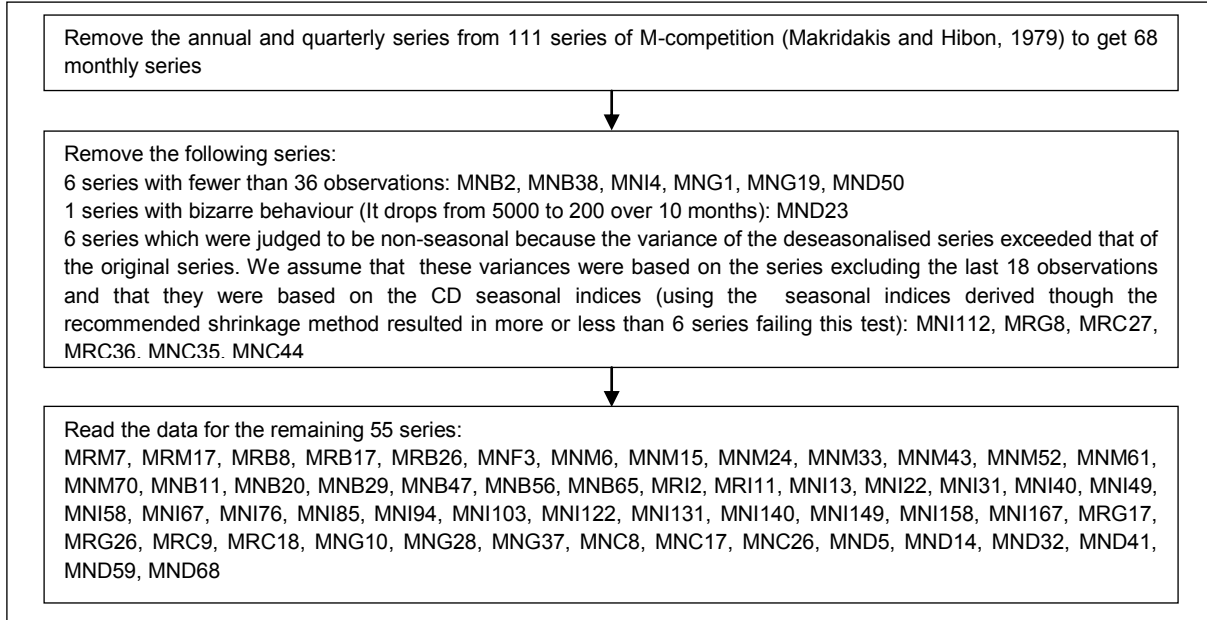 Remove the annual and quarterly series from 111 series of M-competition (Makridakis and Hibon, 1979) to get 68
monthly series
Remove the following series:
6 series with fewer than 36 observations: MNB2, MNB38, MNI4, MNG1, MNG19, MND50
1 series with bizarre behaviour (It drops from 5000 to 200 over 10 months): MND23
6 series which were judged to be non-seasonal because the variance of the deseasonalised series exceeded that of
the original series. We assume that these variances were based on the series excluding the last 18 observations
and that they were based on the CD seasonal indices (using the seasonal indices derived though the
recommended shrinkage method resulted in more or less than 6 series failing this test): MNI112, MRG8, MRC27,
MRC36, MNC35, MNC44
Read the data for the remaining 55 series:
MRM7, MRM17, MRB8, MRB17, MRB26, MNF3, MNM6, MNM15, MNM24, MNM33, MNM43, MNM52, MNM61,
MNM70, MNB11, MNB20, MNB29, MNB47, MNB56, MNB65, MRI2, MRI11, MNI13, MNI22, MNI31, MNI40, MNI49,
MNI58, MNI67, MNI76, MNI85, MNI94, MNI103, MNI122, MNI131, MNI140, MNI149, MNI158, MNI167, MRG17,
MRG26, MRC9, MRC18, MNG10, MNG28, MNG37, MNC8, MNC17, MNC26, MND5, MND14, MND32, MND41,
MND59, MND68